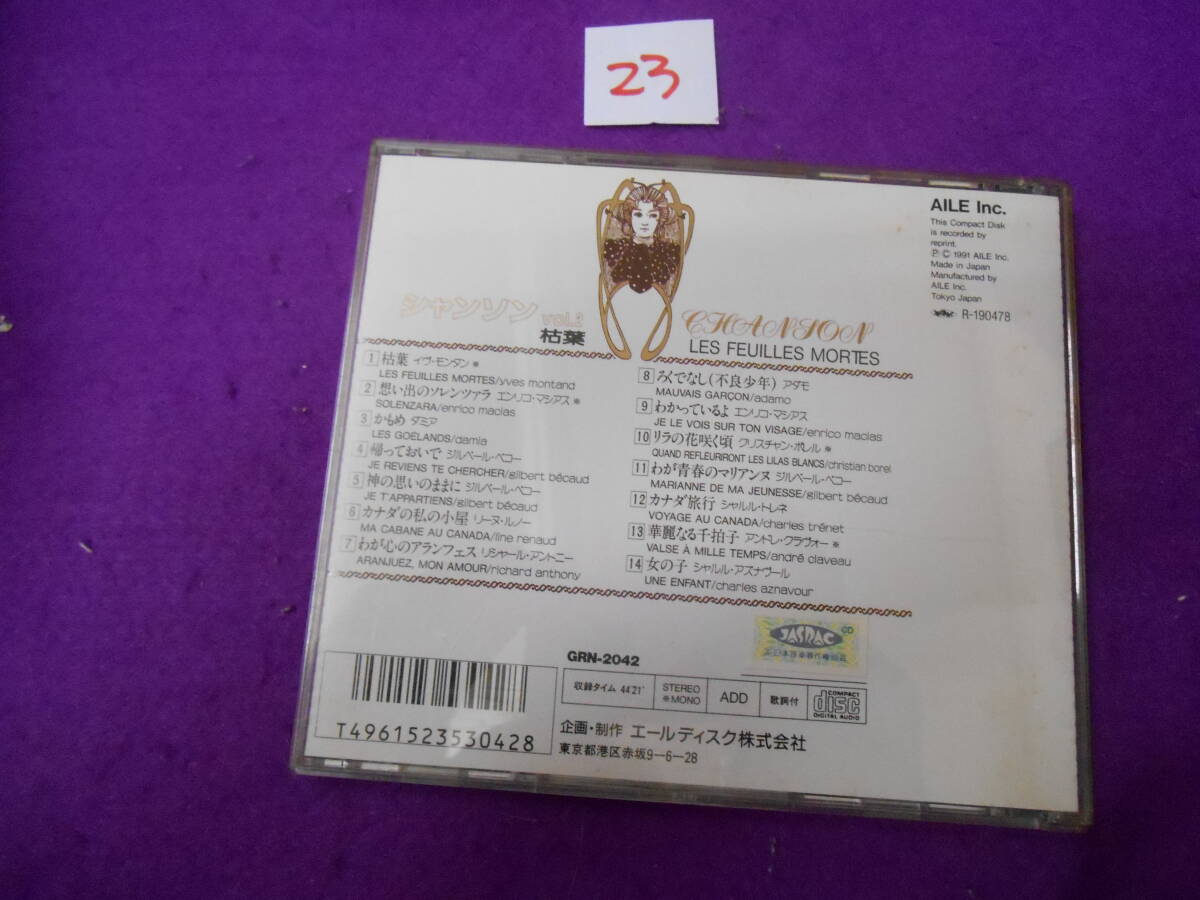 23
AILE Inc.
This Compact Disk
is recorded by
reprint.
Ⓟ Ⓒ 1991 AILE Inc.
Made in Japan
Manufactured by
AILE Inc.
Tokyo Japan
R-190478
シャンソン VOL.2
枯葉
CHANSON
LES FEUILLES MORTES
1 枯葉 イヴ・モンタン ※
LES FEUILLES MORTES/yves montand
2 想い出のソレンツァラ エンリコ・マシアス ※
SOLENZARA/enrico macias
3 かもめ ダミア
LES GOÉLANDS/damia
4 帰っておいで ジルベール・ベコー
JE REVIENS TE CHERCHER/gilbert bécaud
5 神の思いのままに ジルベール・ベコー
JE T'APPARTIENS/gilbert bécaud
6 カナダの私の小屋 リーヌ・ルノー
MA CABANE AU CANADA/line renaud
7 わが心のアランフェス リシャール・アントニー
ARANJUEZ, MON AMOUR/richard anthony
8 ろくでなし(不良少年) アダモ
MAUVAIS GARÇON/adamo
9 わかっているよ エンリコ・マシアス
JE LE VOIS SUR TON VISAGE/enrico macias
10 リラの花咲く頃 クリスチャン・ボレル ※
QUAND REFLEURIRONT LES LILAS BLANCS/christian borel
11 わが青春のマリアンヌ ジルベール・ベコー
MARIANNE DE MA JEUNESSE/gilbert bécaud
12 カナダ旅行 シャルル・トレネ
VOYAGE AU CANADA/charles trénet
13 華麗なる千拍子 アンドレ・クラヴォー ※
VALSE À MILLE TEMPS/andré claveau
14 女の子 シャルル・アズナヴール
UNE ENFANT/charles aznavour
CD
JASRAC
GRN-2042
収録タイム 44'21"
STEREO
※MONO
ADD
歌詞付
COMPACT
disc
DIGITAL AUDIO
T4961523530428
企画・制作 エールディスク株式会社
東京都港区赤坂9-6-28